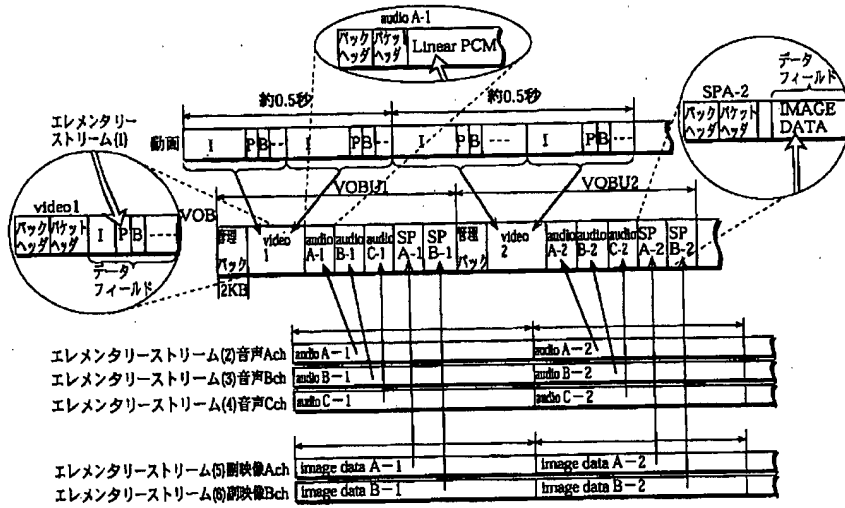 audio A-1
パック ヘッダ
パケット ヘッダ
Linear PCM
データ フィールド
SPA-2
パック ヘッダ
パケット ヘッダ
IMAGE DATA
約0.5秒
約0.5秒
エレメンタリー ストリーム(1)
動画
I P B ---- I P B --- I P B ---- I P B ---
video1
パック ヘッダ
パケット ヘッダ
I P B ----
データ フィールド
VOB
VOBU1
VOBU2
管理 パック
video 1
audio A-1
audio B-1
audio C-1
SP A-1
SP B-1
管理 パック
video 2
audio A-2
audio B-2
audio C-2
SP A-2
SP B-2
2KB
エレメンタリーストリーム(2)音声Ach
audio A-1
audio A-2
エレメンタリーストリーム(3)音声Bch
audio B-1
audio B-2
エレメンタリーストリーム(4)音声Cch
audio C-1
audio C-2
エレメンタリーストリーム(5)副映像Ach
image data A-1
image data A-2
エレメンタリーストリーム(6)副映像Bch
image data B-1
image data B-2